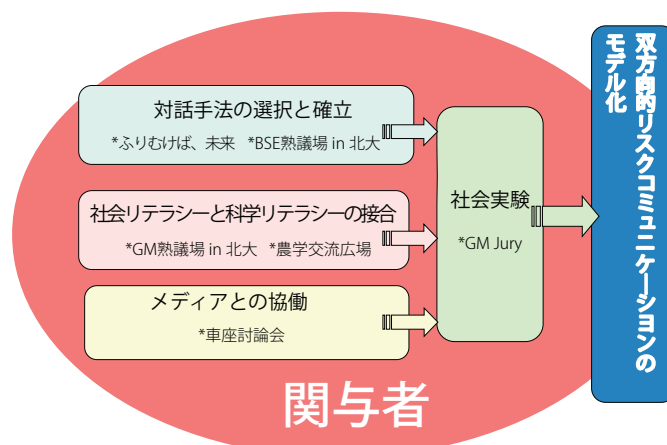 対話手法の選択と確立
*ふりむけば、未来 *BSE熟議場 in 北大
社会リテラシーと科学リテラシーの接合
*GM熟議場 in 北大 *農学交流広場
メディアとの協働
*車座討論会
社会実験
*GM Jury
双方向的リスクコミュニケーションの
モデル化
関与者